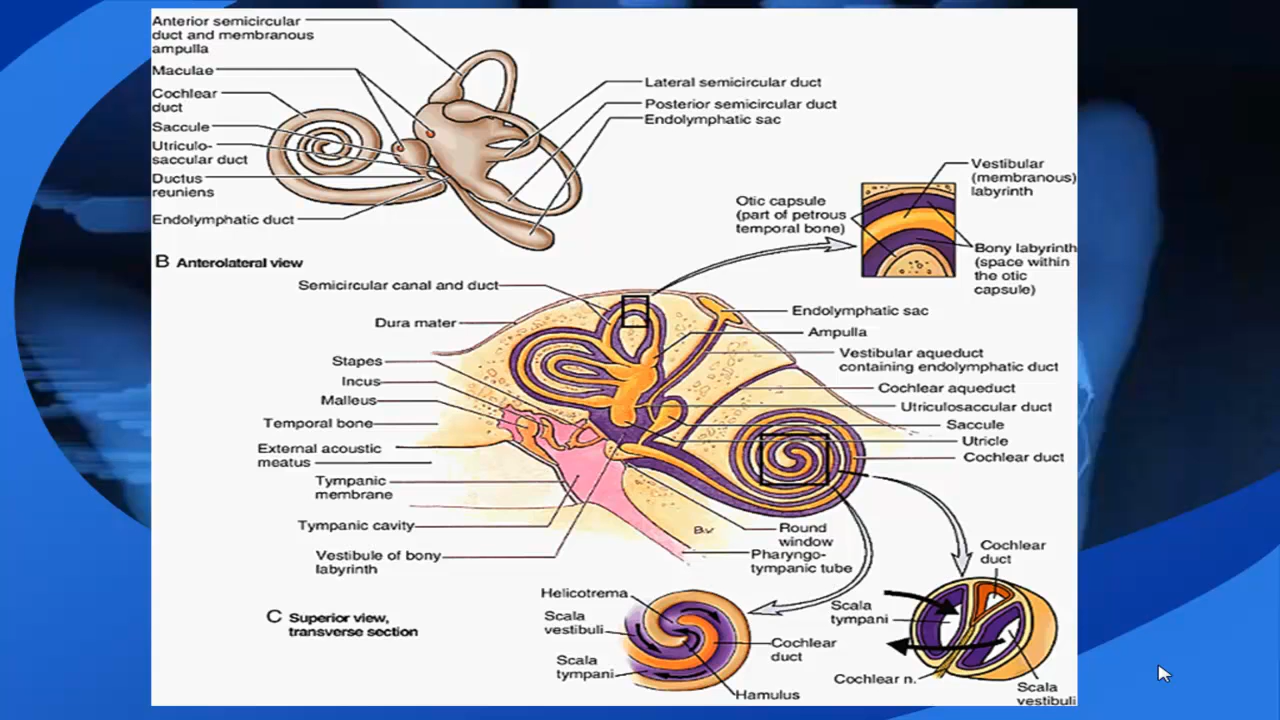 Anterior semicircular
duct and membranous
ampulla
Maculae
Cochlear
duct
Saccule
Utriculo-
saccular duct
Ductus
reuniens
Endolymphatic duct
Lateral semicircular duct
Posterior semicircular duct
Endolymphatic sac
B Anterolateral view
Vestibular
(membranous)
labyrinth
Otic capsule
(part of petrous
temporal bone)
Bony labyrinth
(space within
the otic
capsule)
Semicircular canal and duct
Dura mater
Stapes
Incus
Malleus
Temporal bone
External acoustic
meatus
Tympanic
membrane
Tympanic cavity
Vestibule of bony
labyrinth
Endolymphatic sac
Ampulla
Vestibular aqueduct
containing endolymphatic duct
Cochlear aqueduct
Utriculosaccular duct
Saccule
Utricle
Cochlear duct
Round
window
Pharyngo-
tympanic tube
C Superior view,
transverse section
Helicotrema
Scala
vestibuli
Scala
tympani
Cochlear
duct
Hamulus
Cochlear
duct
Scala
tympani
Cochlear n.
Scala
vestibuli